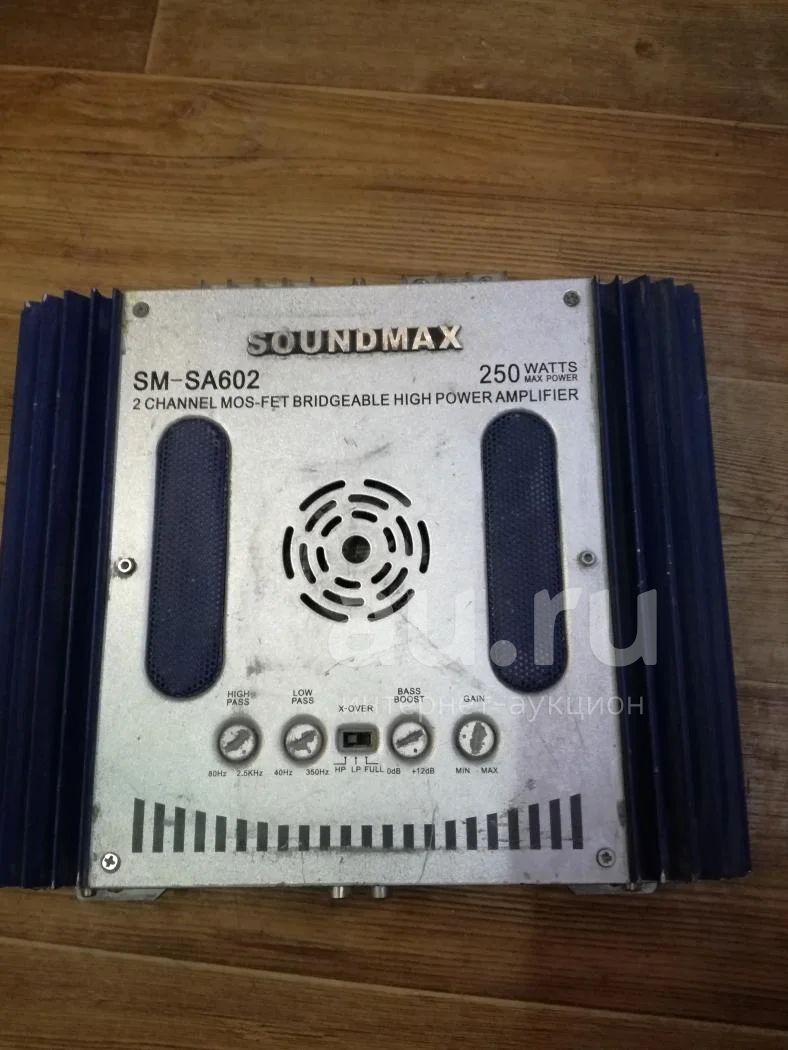 SOUNDMAX
SM-SA602
250 WATTS MAX POWER
2 CHANNEL MOS-FET BRIDGEABLE HIGH POWER AMPLIFIER
au.ru
интернет-аукцион
HIGH PASS
LOW PASS
X-OVER
BASS BOOST
GAIN
80Hz 2.5KHz
40Hz 350Hz
HP LP FULL
0dB +12dB
MIN MAX